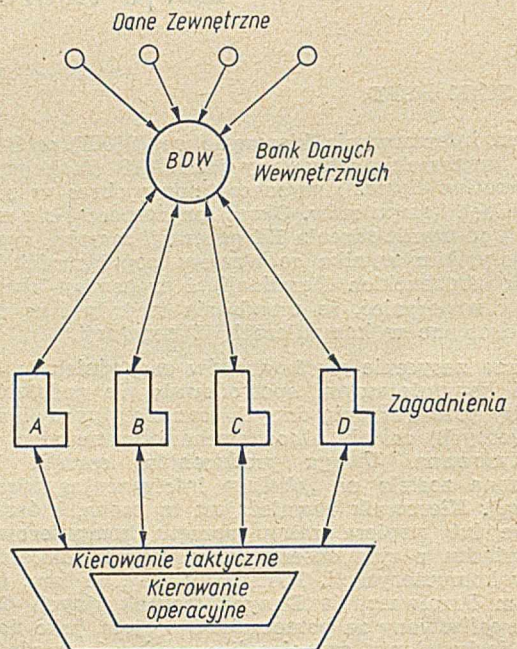 Dane Zewnętrzne
BDW
Bank Danych
Wewnętrznych
A
B
C
D
Zagadnienia
Kierowanie taktyczne
Kierowanie
operacyjne